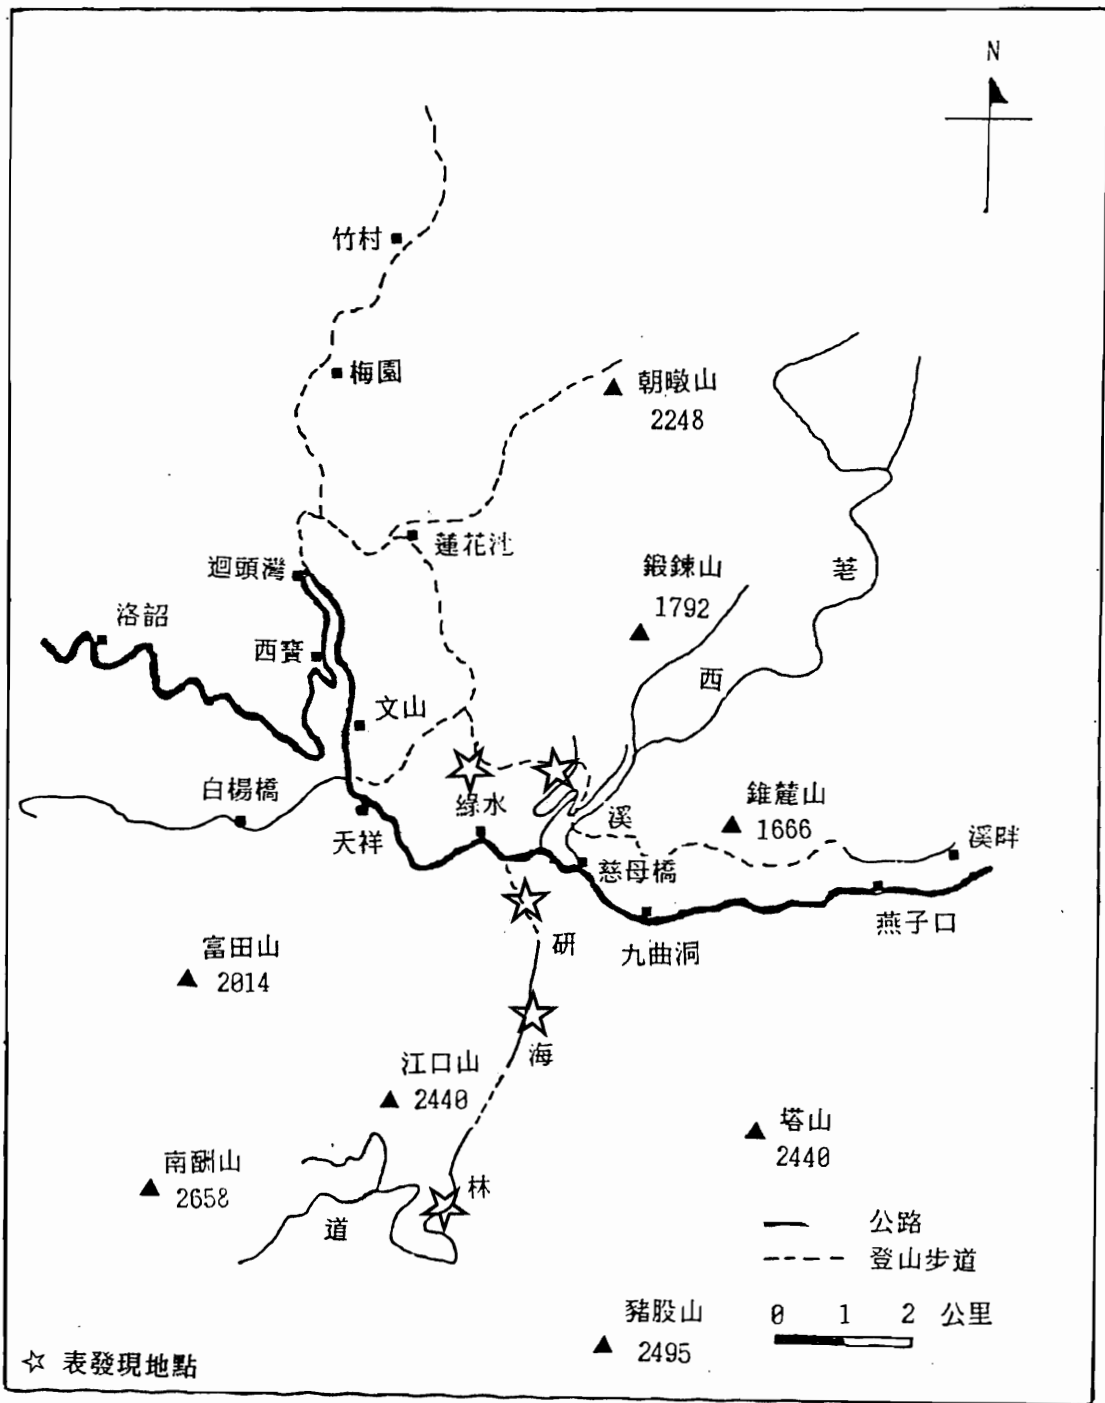 N
竹村
梅園
朝暾山
2248
蓮花池
迴頭灣
鍛鍊山
1792
荖
洛韶
西寶
西
文山
白楊橋
綠水
溪
錐麓山
1666
溪畔
天祥
慈母橋
燕子口
研
九曲洞
富田山
2014
海
江口山
2440
塔山
2440
南酬山
2658
林
道
公路
登山步道
豬股山
2495
0 1 2 公里
☆ 表發現地點